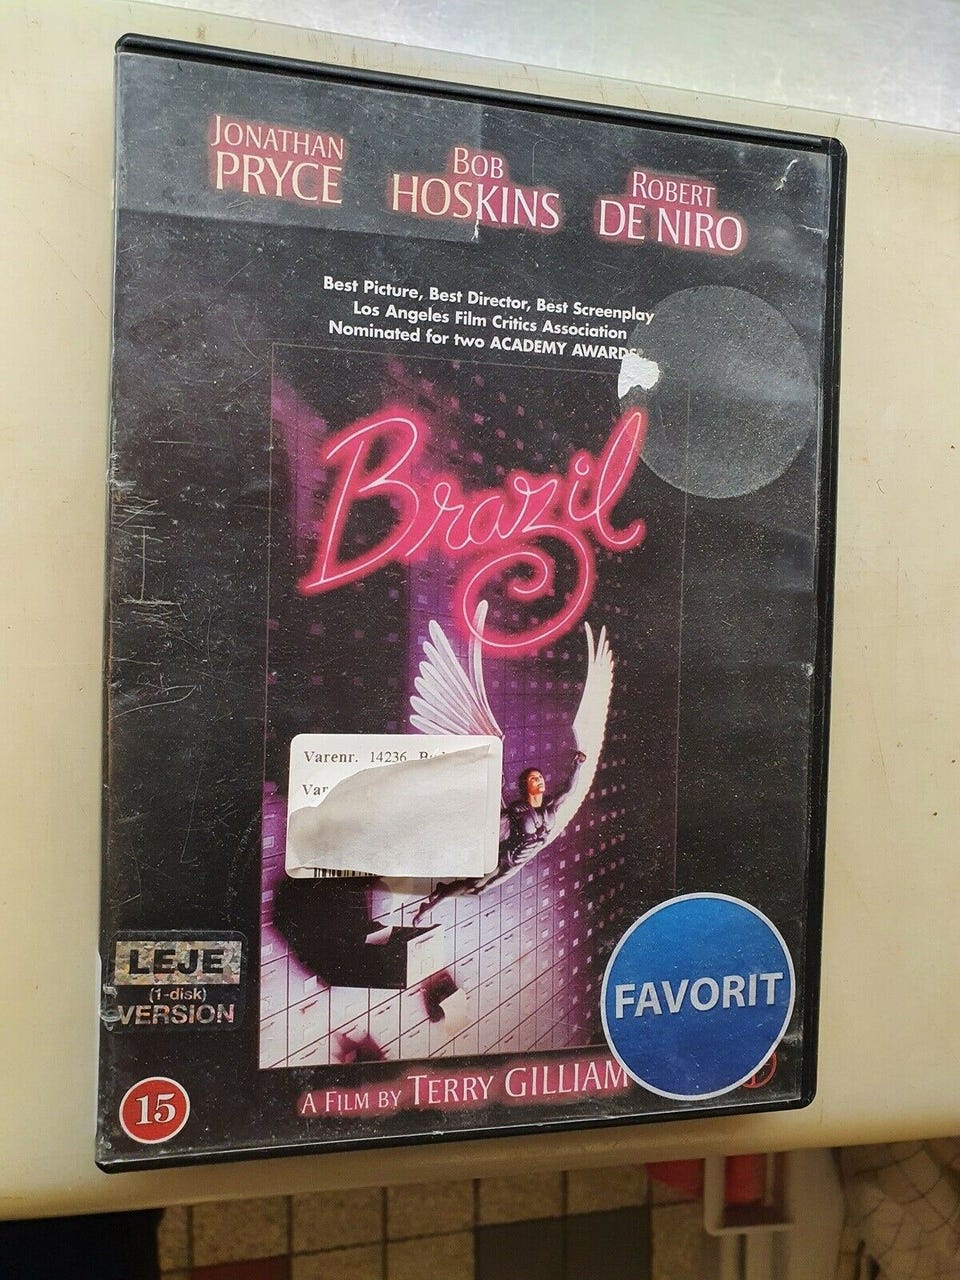 JONATHAN
PRYCE
BOB
HOSKINS
ROBERT
DE NIRO
Best Picture, Best Director, Best Screenplay
Los Angeles Film Critics Association
Nominated for two ACADEMY AWARDS
Brazil
Varenr. 14236
LEJE
(1-disk)
VERSION
FAVORIT
15
A FILM BY TERRY GILLIAM